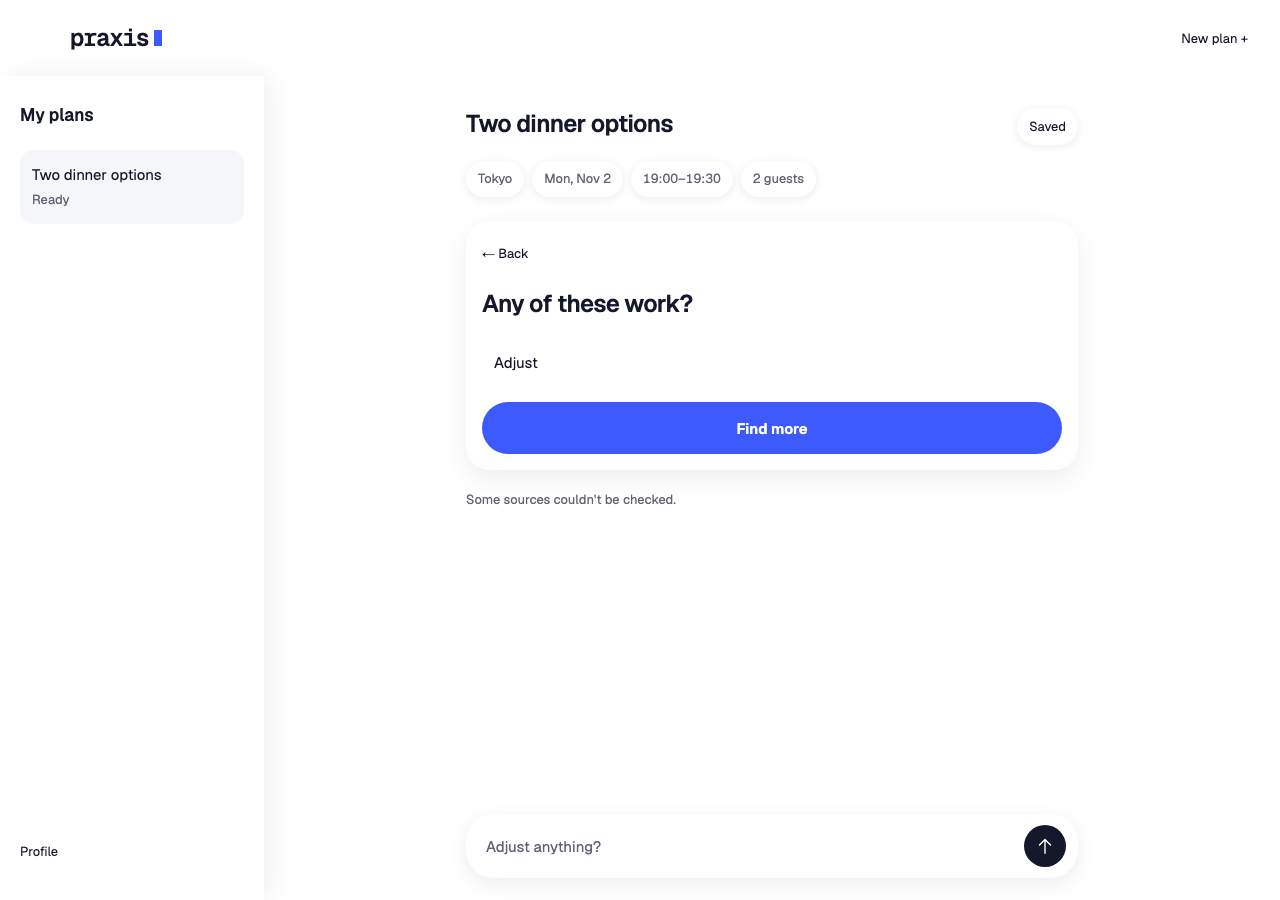 praxis
New plan +
My plans
Two dinner options
Ready
Profile
Two dinner options
Saved
Tokyo
Mon, Nov 2
19:00–19:30
2 guests
← Back
Any of these work?
Adjust
Find more
Some sources couldn't be checked.
Adjust anything?